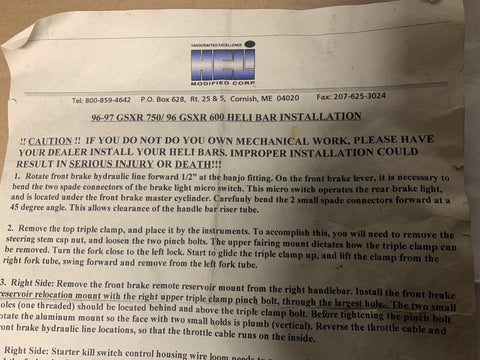 HANDCRAFTED EXCELLENCE
HELI
MODIFIED CORP
Tel: 800-859-4642 P.O. Box 628, Rt. 25 & 5, Cornish, ME 04020 Fax: 207-625-3024
96-97 GSXR 750/ 96 GSXR 600 HELI BAR INSTALLATION
!! CAUTION !! IF YOU DO NOT DO YOU OWN MECHANICAL WORK, PLEASE HAVE
YOUR DEALER INSTALL YOUR HELI BARS. IMPROPER INSTALLATION COULD
RESULT IN SERIOUS INJURY OR DEATH!!!
1. Rotate front brake hydraulic line forward 1/2" at the banjo fitting. On the front brake lever, it is necessary to
bend the two spade connectors of the brake light micro switch. This micro switch operates the rear brake light,
and is located under the front brake master cyclinder. Carefuuly bend the 2 small spade connectors forward at a
45 degree angle. This allows clearance of the handle bar riser tube.
2. Remove the top triple clamp, and place it by the instruments. To accomplish this, you will need to remove the
steering stem cap nut, and loosen the two pinch bolts. The upper fairing mount dictates how the triple clamp can
be removed. Turn the fork close to the left lock. Start to glide the triple clamp up, and lift the clamp from the
right fork tube, swing forward and remove from the left fork tube.
3. Right Side: Remove the front brake remote reservoir mount from the right handlebar. Install the front brake
reservoir relocation mount with the right upper triple clamp pinch bolt, through the largest hole. The two small
holes (one threaded) should be located behind and above the triple clamp bolt. Before tightening the pinch bolt
rotate the aluminum mount so the face with two small holds is plumb (vertical). Reverse the throttle cable and
front brake hydraulic line locations, so that the throttle cable runs on the inside.
Right Side: Starter kill switch control housing wire loom needs to